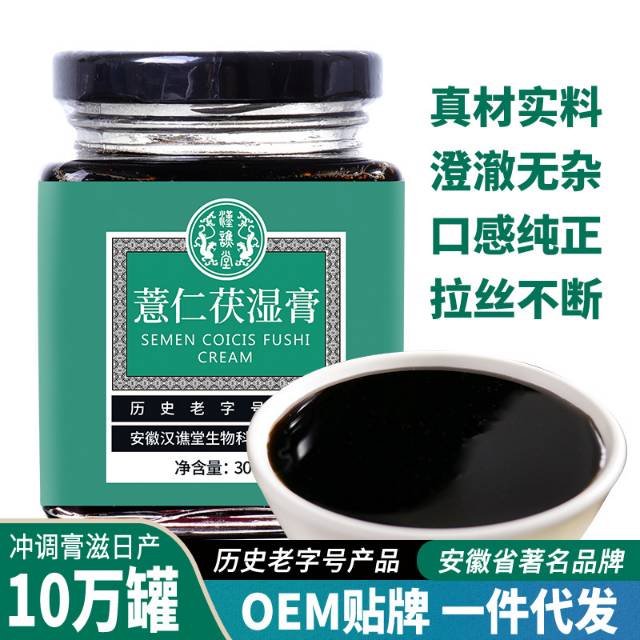 真材实料
澄澈无杂
口感纯正
拉丝不断
漢譙堂
薏仁茯湿膏
SEMEN COICIS FUSHI
CREAM
历史老字号
安徽汉谯堂生物科
净含量:30
冲调膏滋日产
10万罐
历史老字号产品
安徽省著名品牌
OEM贴牌 一件代发